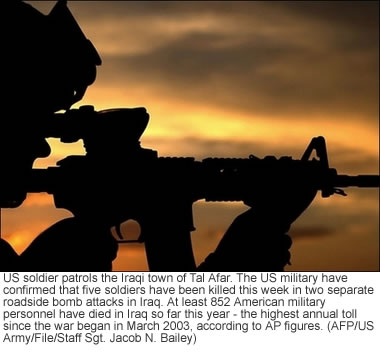 US soldier patrols the Iraqi town of Tal Afar. The US military have
confirmed that five soldiers have been killed this week in two separate
roadside bomb attacks in Iraq. At least 852 American military
personnel have died in Iraq so far this year - the highest annual toll
since the war began in March 2003, according to AP figures. (AFP/US
Army/File/Staff Sgt. Jacob N. Bailey)